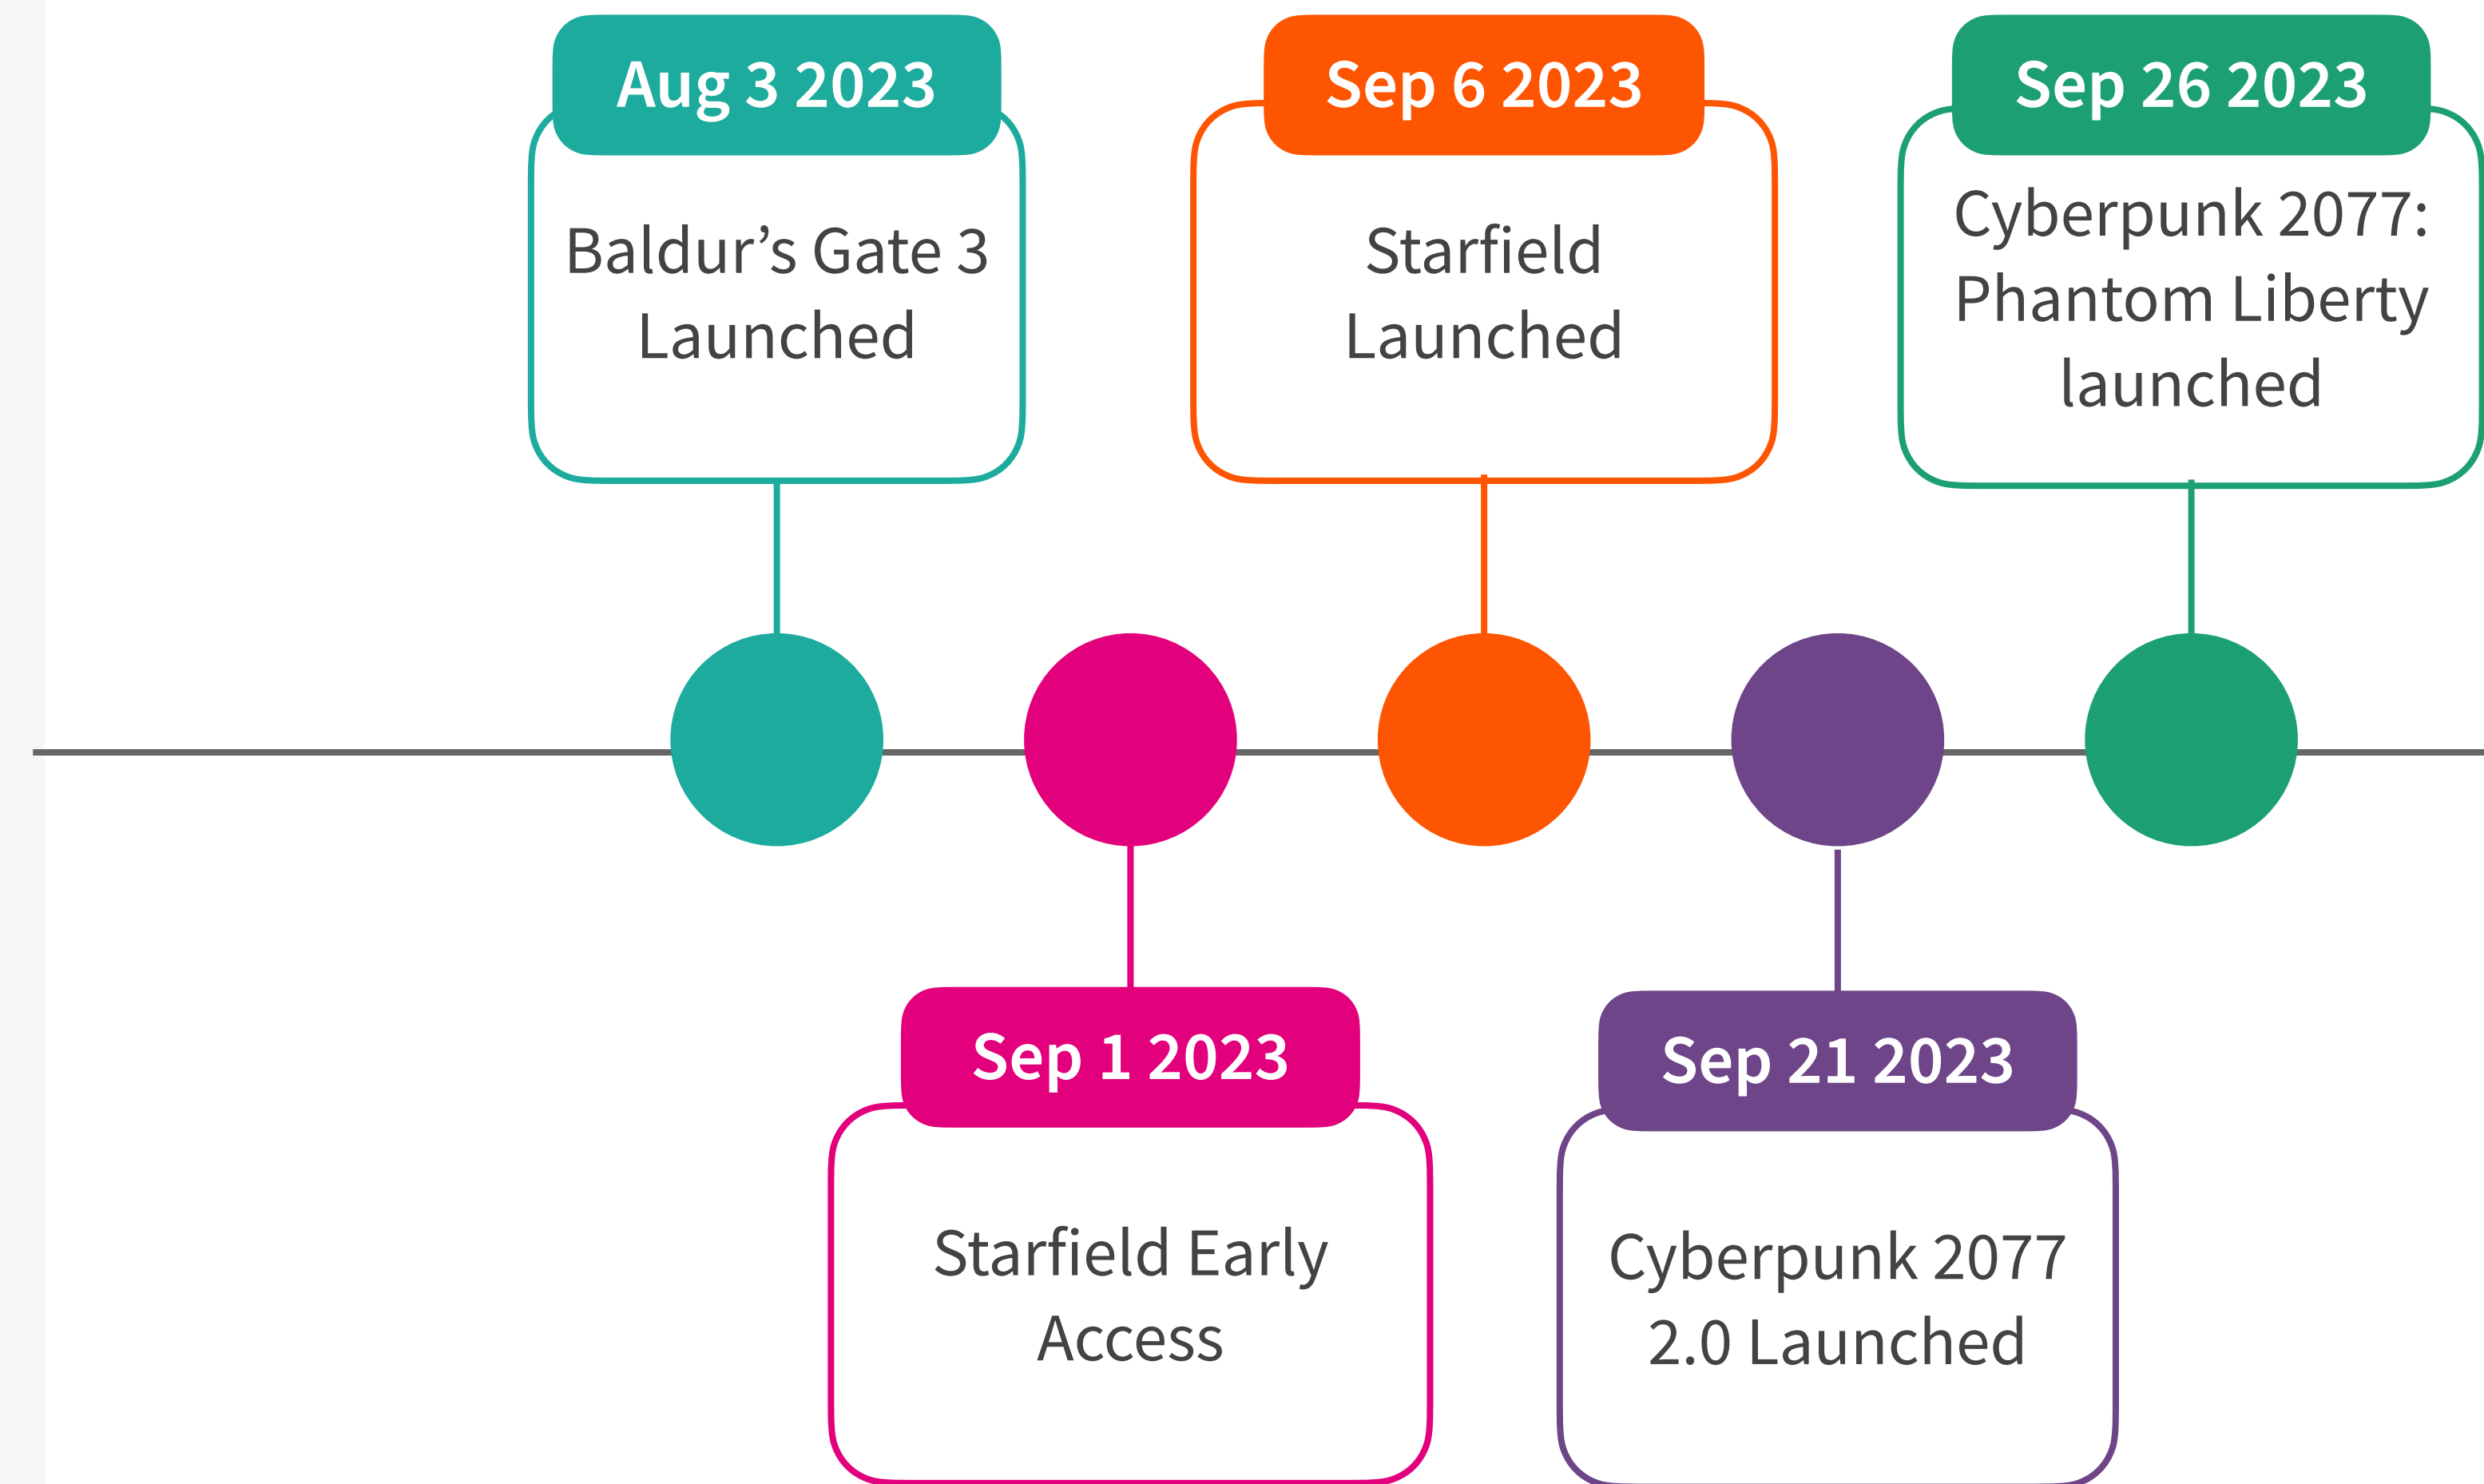 Aug 3 2023
Baldur’s Gate 3
Launched
Sep 6 2023
Starfield
Launched
Sep 26 2023
Cyberpunk 2077:
Phantom Liberty
launched
Sep 1 2023
Starfield Early
Access
Sep 21 2023
Cyberpunk 2077
2.0 Launched